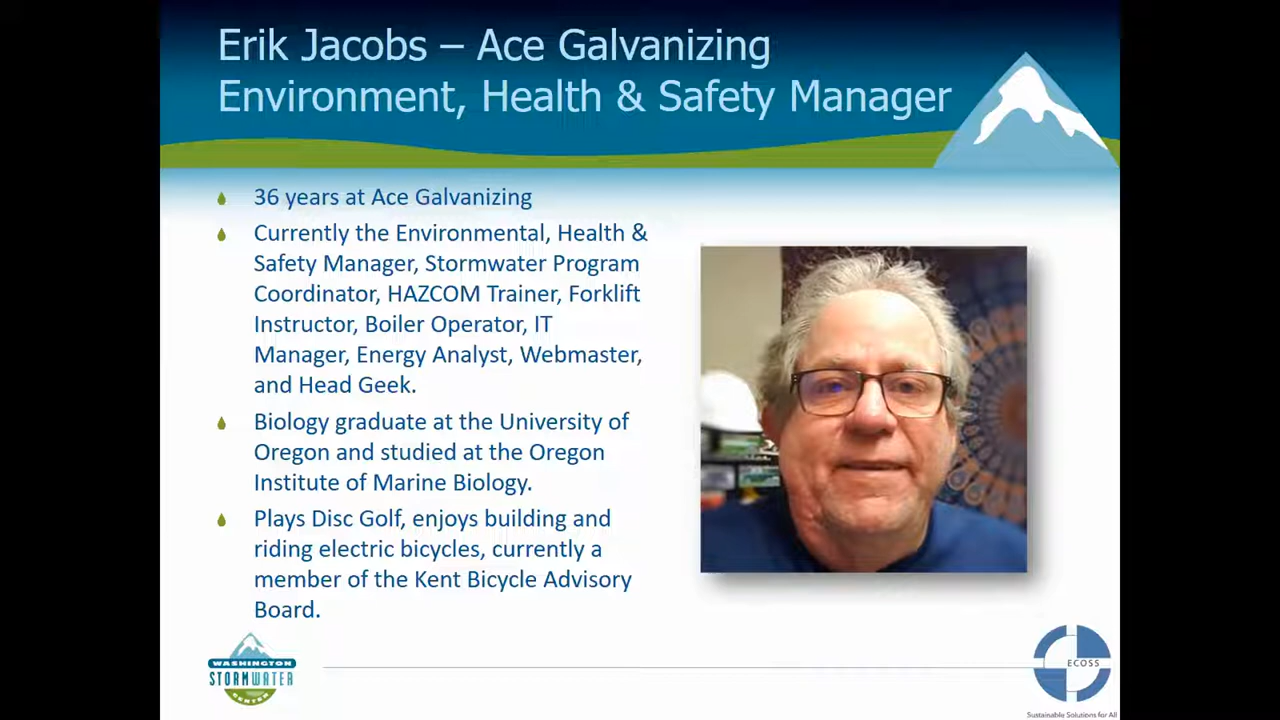 Erik Jacobs – Ace Galvanizing
Environment, Health & Safety Manager
36 years at Ace Galvanizing
Currently the Environmental, Health &
Safety Manager, Stormwater Program
Coordinator, HAZCOM Trainer, Forklift
Instructor, Boiler Operator, IT
Manager, Energy Analyst, Webmaster,
and Head Geek.
Biology graduate at the University of
Oregon and studied at the Oregon
Institute of Marine Biology.
Plays Disc Golf, enjoys building and
riding electric bicycles, currently a
member of the Kent Bicycle Advisory
Board.
WASHINGTON
STORMWATER
CENTER
ECOSS
Sustainable Solutions for All